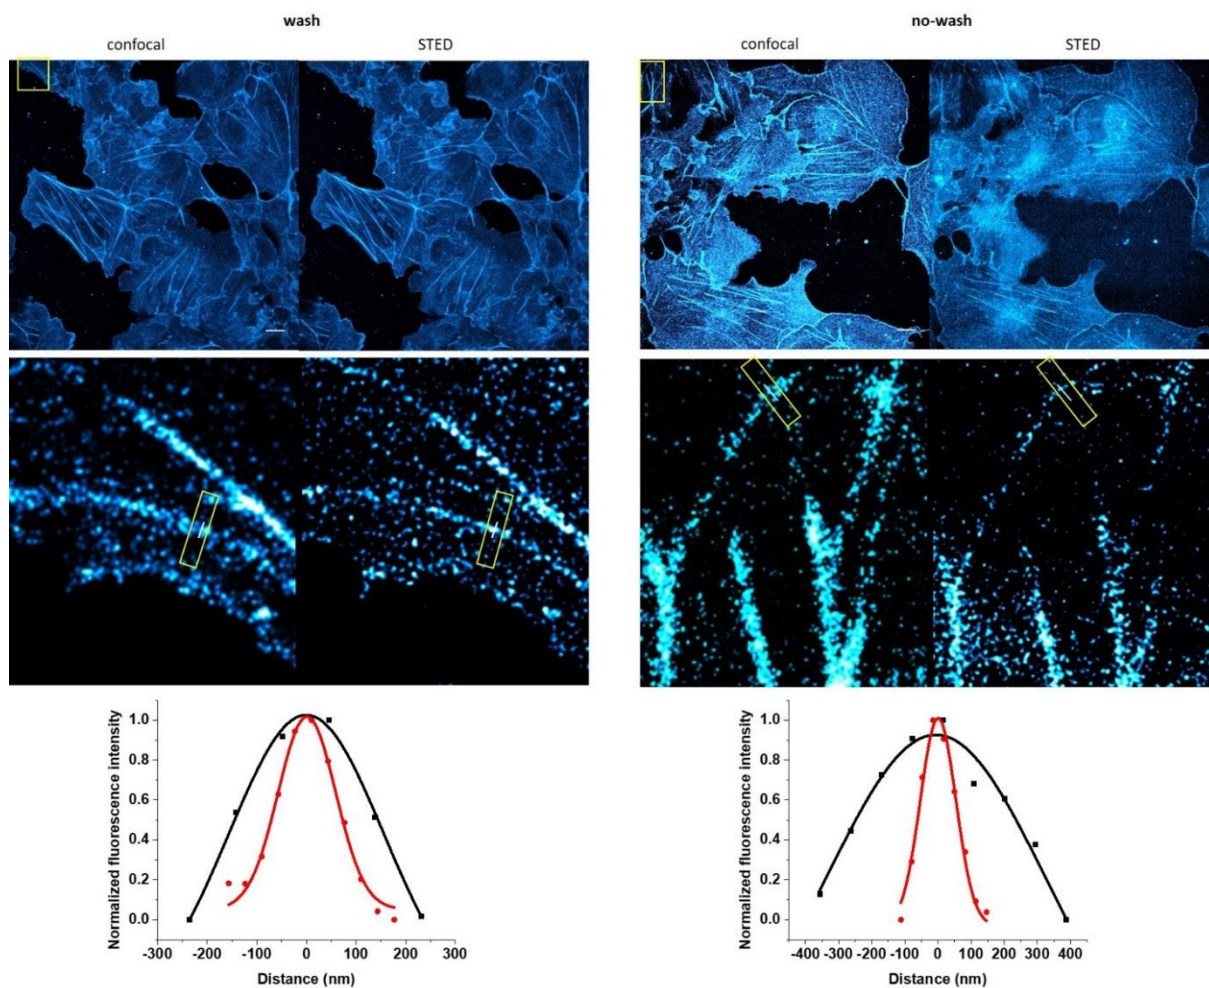 wash
no-wash
confocal
STED
confocal
STED
Normalized fluorescence intensity
1.0
0.8
0.6
0.4
0.2
0.0
-300 -200 -100 0 100 200 300
Distance (nm)
Normalized fluorescence intensity
1.0
0.8
0.6
0.4
0.2
0.0
-400 -300 -200 -100 0 100 200 300 400
Distance (nm)